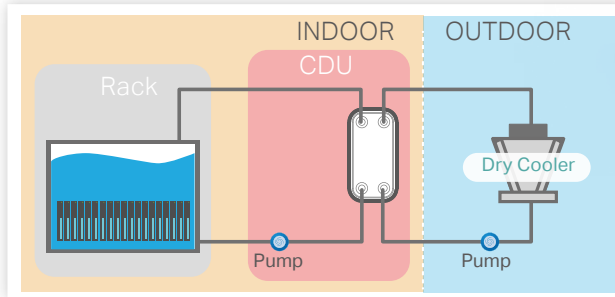 INDOOR
OUTDOOR
CDU
Rack
Dry Cooler
Pump
Pump